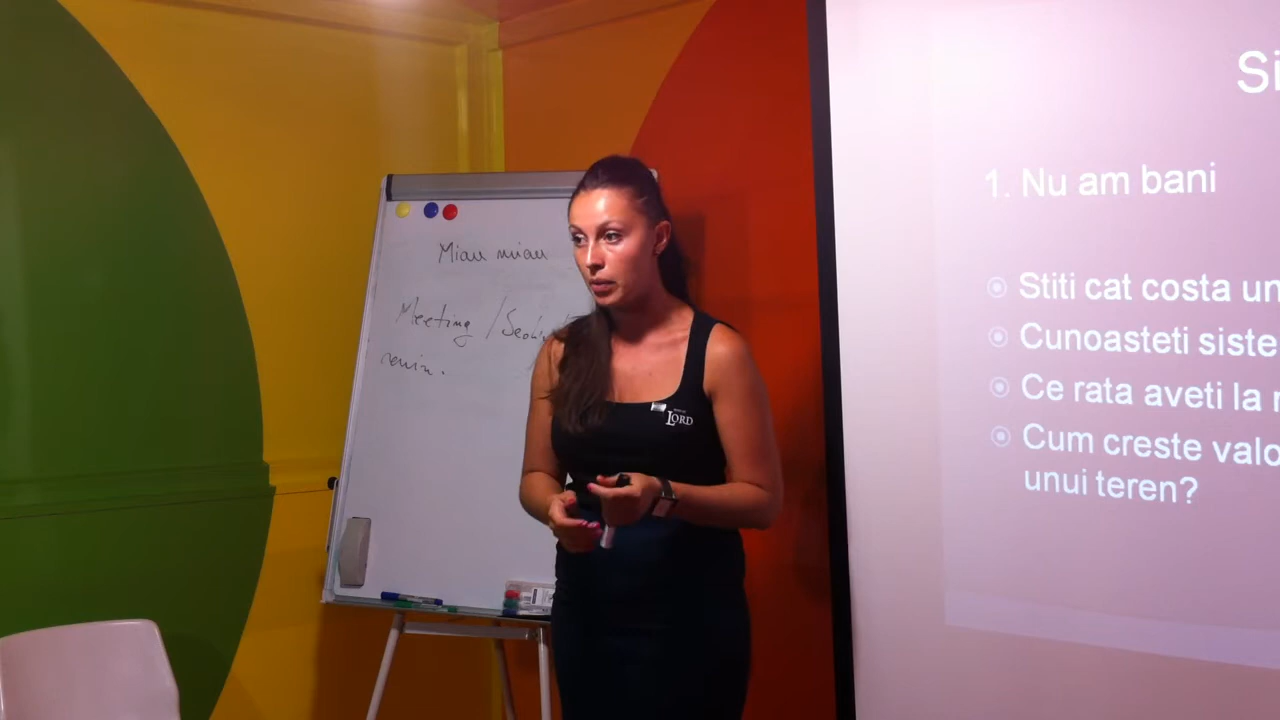 Miau miau
Meeting /
LORD
Si
1. Nu am bani
Stiti cat costa un
Cunoasteti siste
Ce rata aveti la
Cum creste valo
unui teren?